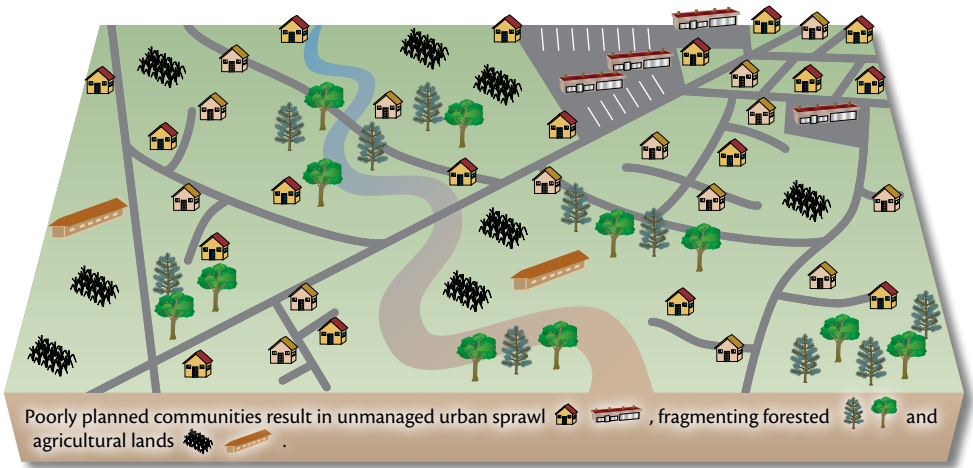 Poorly planned communities result in unmanaged urban sprawl , fragmenting forested and
agricultural lands .